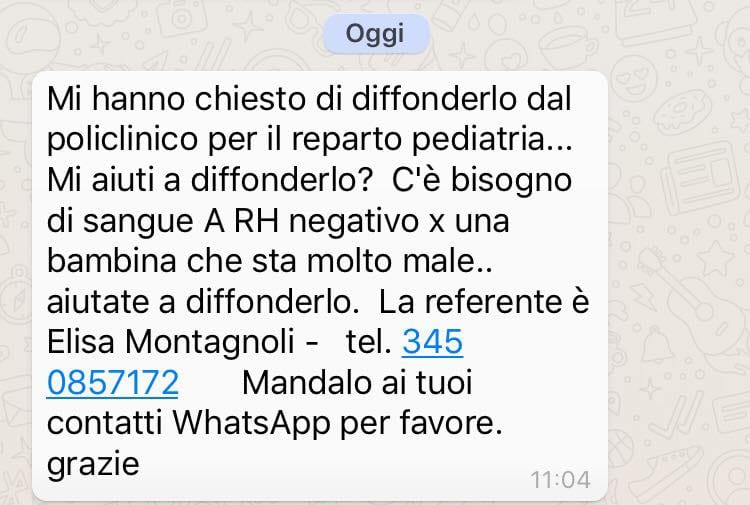 Oggi
Mi hanno chiesto di diffonderlo dal
policlinico per il reparto pediatria...
Mi aiuti a diffonderlo?  C'è bisogno
di sangue A RH negativo x una
bambina che sta molto male..
aiutate a diffonderlo.  La referente è
Elisa Montagnoli -   tel. 345
0857172       Mandalo ai tuoi
contatti WhatsApp per favore.
grazie
11:04